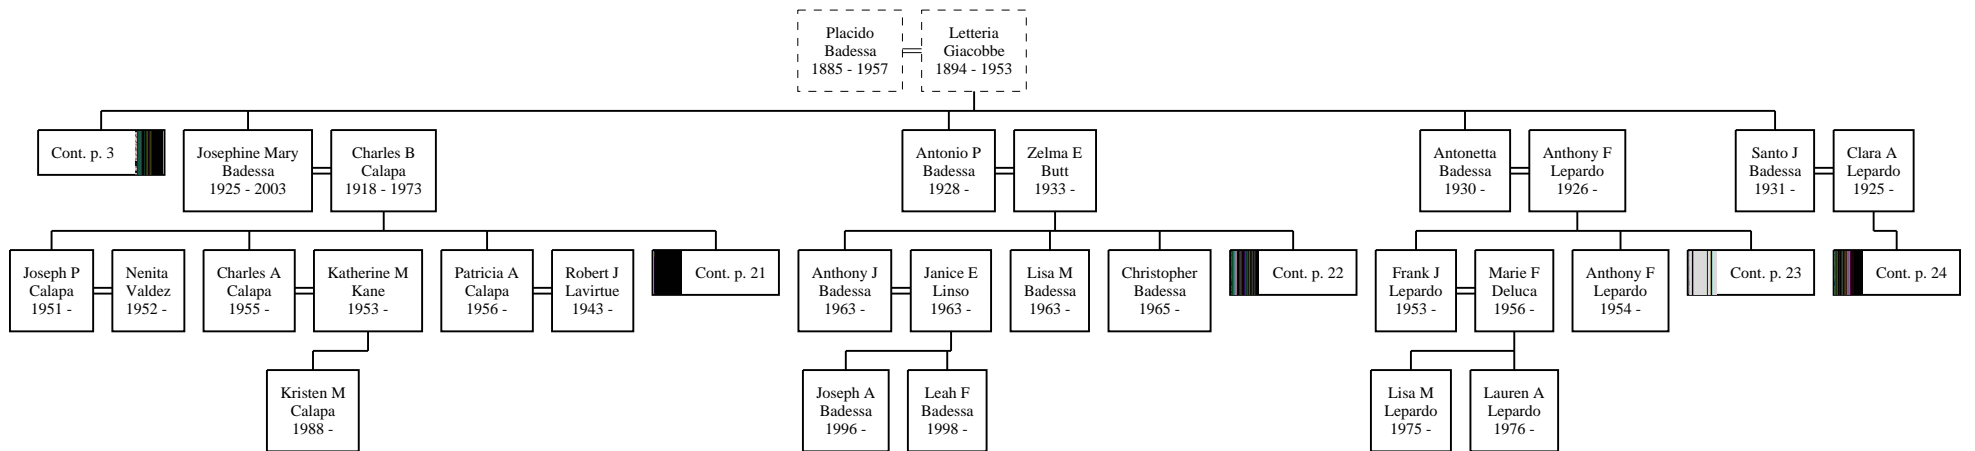 Placido
Badessa
1885 - 1957
Letteria
Giacobbe
1894 - 1953
Cont. p. 3
Josephine Mary
Badessa
1925 - 2003
Charles B
Calapa
1918 - 1973
Antonio P
Badessa
1928 -
Zelma E
Butt
1933 -
Antonetta
Badessa
1930 -
Anthony F
Lepardo
1926 -
Santo J
Badessa
1931 -
Clara A
Lepardo
1925 -
Joseph P
Calapa
1951 -
Nenita
Valdez
1952 -
Charles A
Calapa
1955 -
Katherine M
Kane
1953 -
Patricia A
Calapa
1956 -
Robert J
Lavirtue
1943 -
Cont. p. 21
Anthony J
Badessa
1963 -
Janice E
Linso
1963 -
Lisa M
Badessa
1963 -
Christopher
Badessa
1965 -
Cont. p. 22
Frank J
Lepardo
1953 -
Marie F
Deluca
1956 -
Anthony F
Lepardo
1954 -
Cont. p. 23
Cont. p. 24
Kristen M
Calapa
1988 -
Joseph A
Badessa
1996 -
Leah F
Badessa
1998 -
Lisa M
Lepardo
1975 -
Lauren A
Lepardo
1976 -